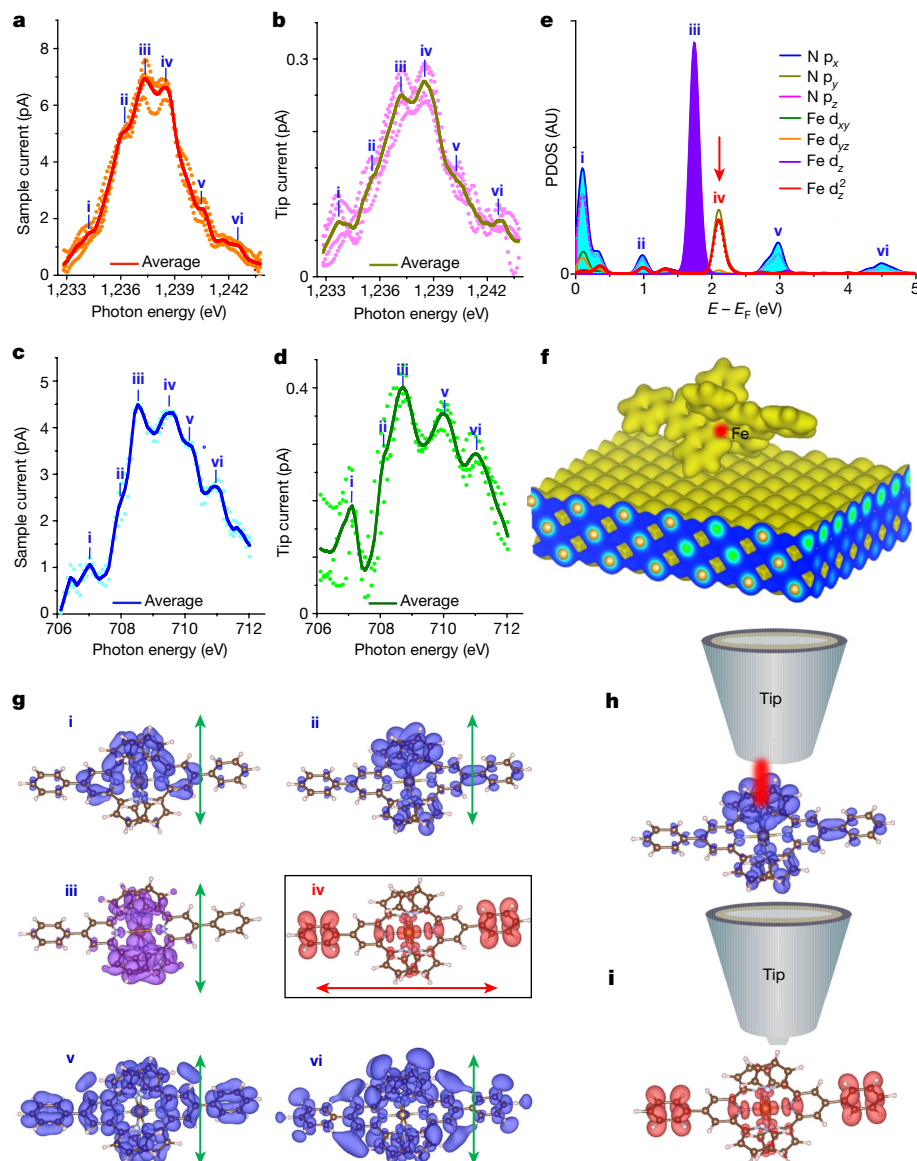 a
Sample current (pA)
8
6
4
2
0
i
ii
iii
iv
v
vi
Average
1,233
1,236
1,239
1,242
Photon energy (eV)
b
Tip current (pA)
0.3
0
i
ii
iii
iv
v
vi
Average
1,233
1,236
1,239
1,242
Photon energy (eV)
e
PDOS (AU)
0
i
ii
iii
iv
v
vi
N px
N py
N pz
Fe dxy
Fe dyz
Fe dz
Fe dz2
0
1
2
3
4
5
E − EF (eV)
c
Sample current (pA)
5
4
3
2
1
0
i
ii
iii
iv
v
vi
Average
706
708
710
712
Photon energy (eV)
d
Tip current (pA)
0.4
0
i
ii
iii
v
vi
Average
706
708
710
712
Photon energy (eV)
f
Fe
g
i
ii
iii
iv
v
vi
h
Tip
i
Tip